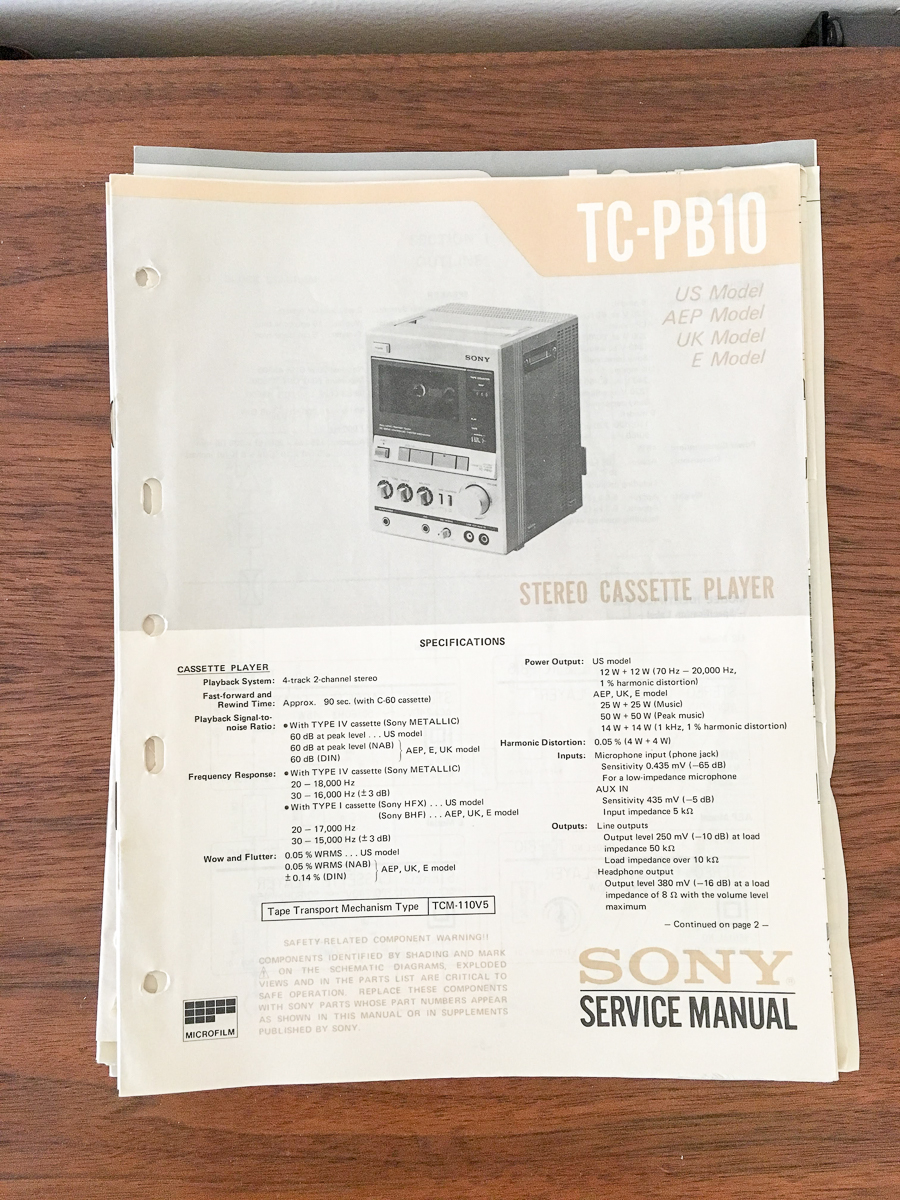 TC-PB10
US Model
AEP Model
UK Model
E Model
SONY
STEREO CASSETTE PLAYER
SPECIFICATIONS
CASSETTE PLAYER
Playback System: 4-track 2-channel stereo
Fast-forward and
Rewind Time: Approx. 90 sec. (with C-60 cassette)
Playback Signal-to-
noise Ratio: ● With TYPE IV cassette (Sony METALLIC)
60 dB at peak level . . . US model
60 dB at peak level (NAB)
60 dB (DIN)
AEP, E, UK model
Frequency Response: ● With TYPE IV cassette (Sony METALLIC)
20 – 18,000 Hz
30 – 16,000 Hz (±3 dB)
● With TYPE I cassette (Sony HFX) . . . US model
(Sony BHF) . . . AEP, UK, E model
20 – 17,000 Hz
30 – 15,000 Hz (±3 dB)
Wow and Flutter: 0.05 % WRMS . . . US model
0.05 % WRMS (NAB)
±0.14 % (DIN)
AEP, UK, E model
Tape Transport Mechanism Type TCM-110V5
Power Output: US model
12 W + 12 W (70 Hz – 20,000 Hz,
1 % harmonic distortion)
AEP, UK, E model
25 W + 25 W (Music)
50 W + 50 W (Peak music)
14 W + 14 W (1 kHz, 1 % harmonic distortion)
Harmonic Distortion: 0.05 % (4 W + 4 W)
Inputs: Microphone input (phone jack)
Sensitivity 0.435 mV (–65 dB)
For a low-impedance microphone
AUX IN
Sensitivity 435 mV (–5 dB)
Input impedance 5 kΩ
Outputs: Line outputs
Output level 250 mV (–10 dB) at load
impedance 50 kΩ
Load impedance over 10 kΩ
Headphone output
Output level 380 mV (–16 dB) at a load
impedance of 8 Ω with the volume level
maximum
– Continued on page 2 –
SAFETY-RELATED COMPONENT WARNING!!
COMPONENTS IDENTIFIED BY SHADING AND MARK
⚠ ON THE SCHEMATIC DIAGRAMS, EXPLODED
VIEWS AND IN THE PARTS LIST ARE CRITICAL TO
SAFE OPERATION. REPLACE THESE COMPONENTS
WITH SONY PARTS WHOSE PART NUMBERS APPEAR
AS SHOWN IN THIS MANUAL OR IN SUPPLEMENTS
PUBLISHED BY SONY.
MICROFILM
SONY®
SERVICE MANUAL